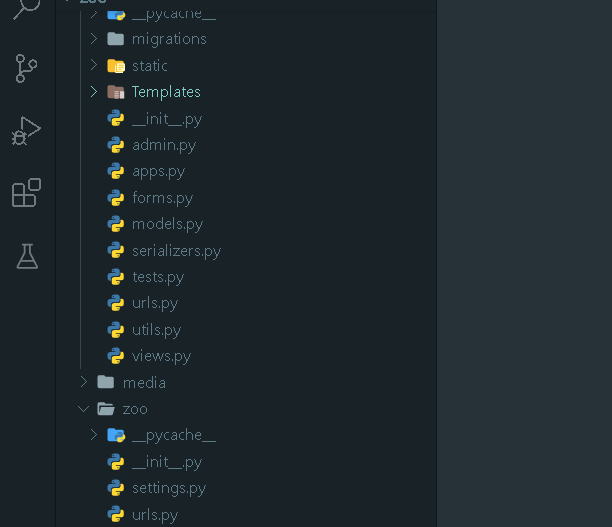 zoo
__pycache__
migrations
static
Templates
__init__.py
admin.py
apps.py
forms.py
models.py
serializers.py
tests.py
urls.py
utils.py
views.py
media
zoo
__pycache__
__init__.py
settings.py
urls.py